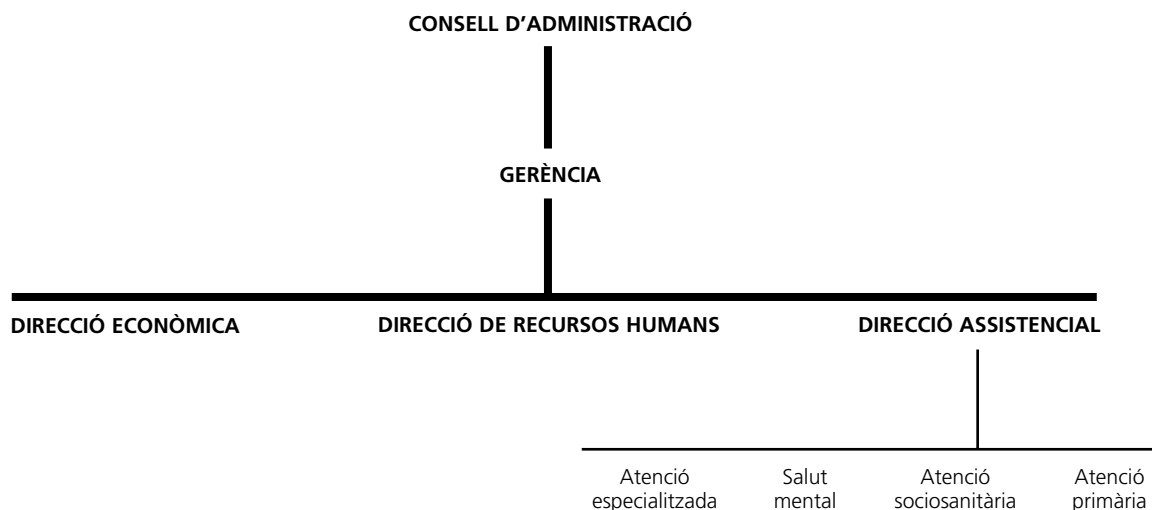 CONSELL D'ADMINISTRACIÓ
GERÈNCIA
DIRECCIÓ ECONÒMICA
DIRECCIÓ DE RECURSOS HUMANS
DIRECCIÓ ASSISTENCIAL
Atenció
especialitzada
Salut
mental
Atenció
sociosanitària
Atenció
primària